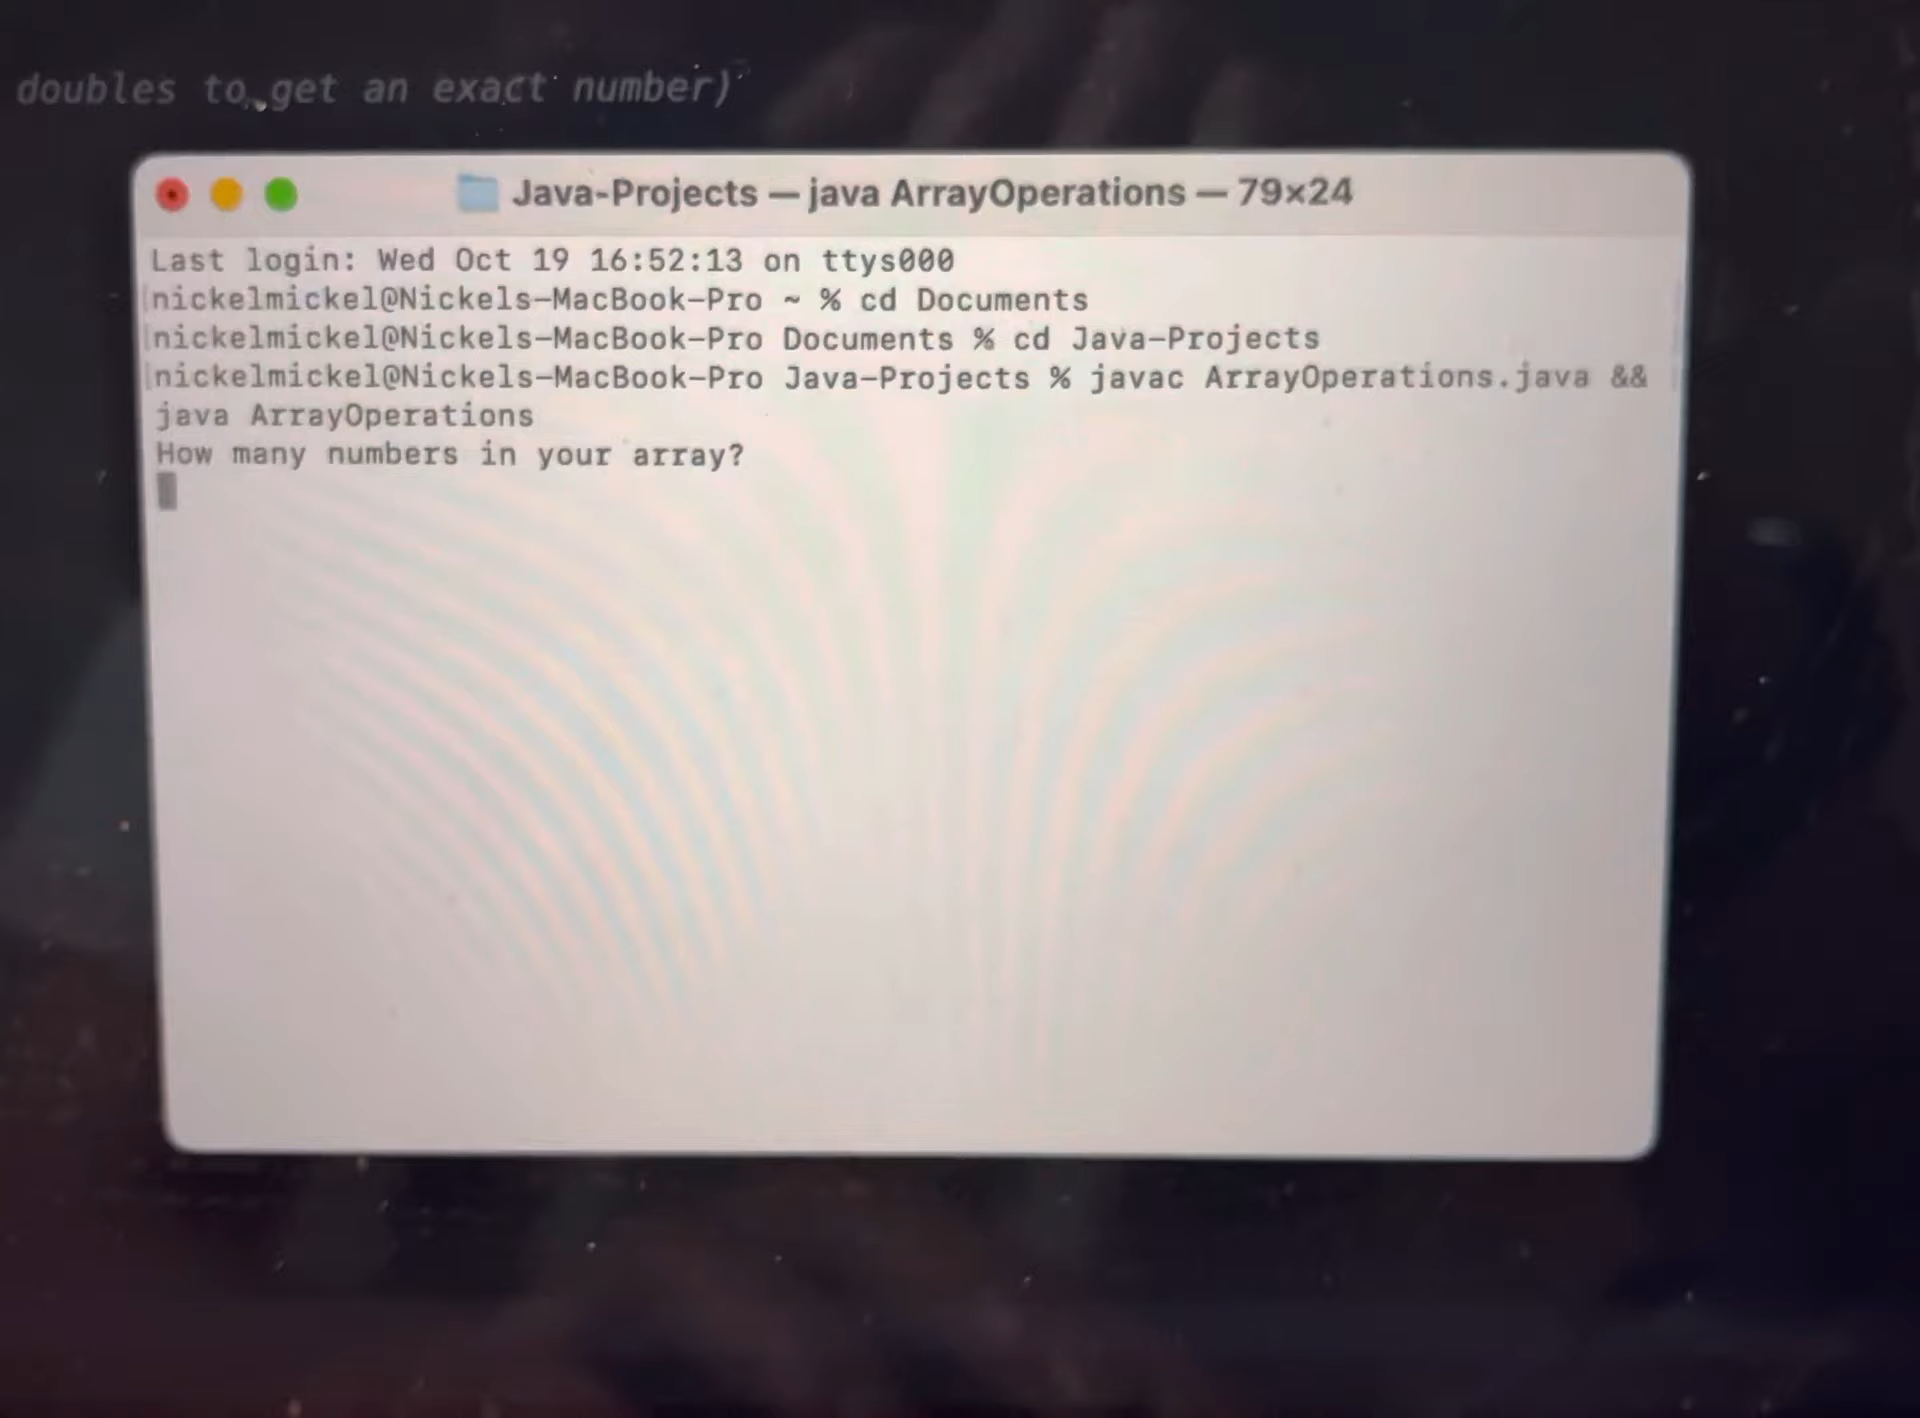 doubles to get an exact number)
Java-Projects — java ArrayOperations — 79×24
Last login: Wed Oct 19 16:52:13 on ttys000
nickelmickel@Nickels-MacBook-Pro ~ % cd Documents
nickelmickel@Nickels-MacBook-Pro Documents % cd Java-Projects
nickelmickel@Nickels-MacBook-Pro Java-Projects % javac ArrayOperations.java &&
java ArrayOperations
How many numbers in your array?